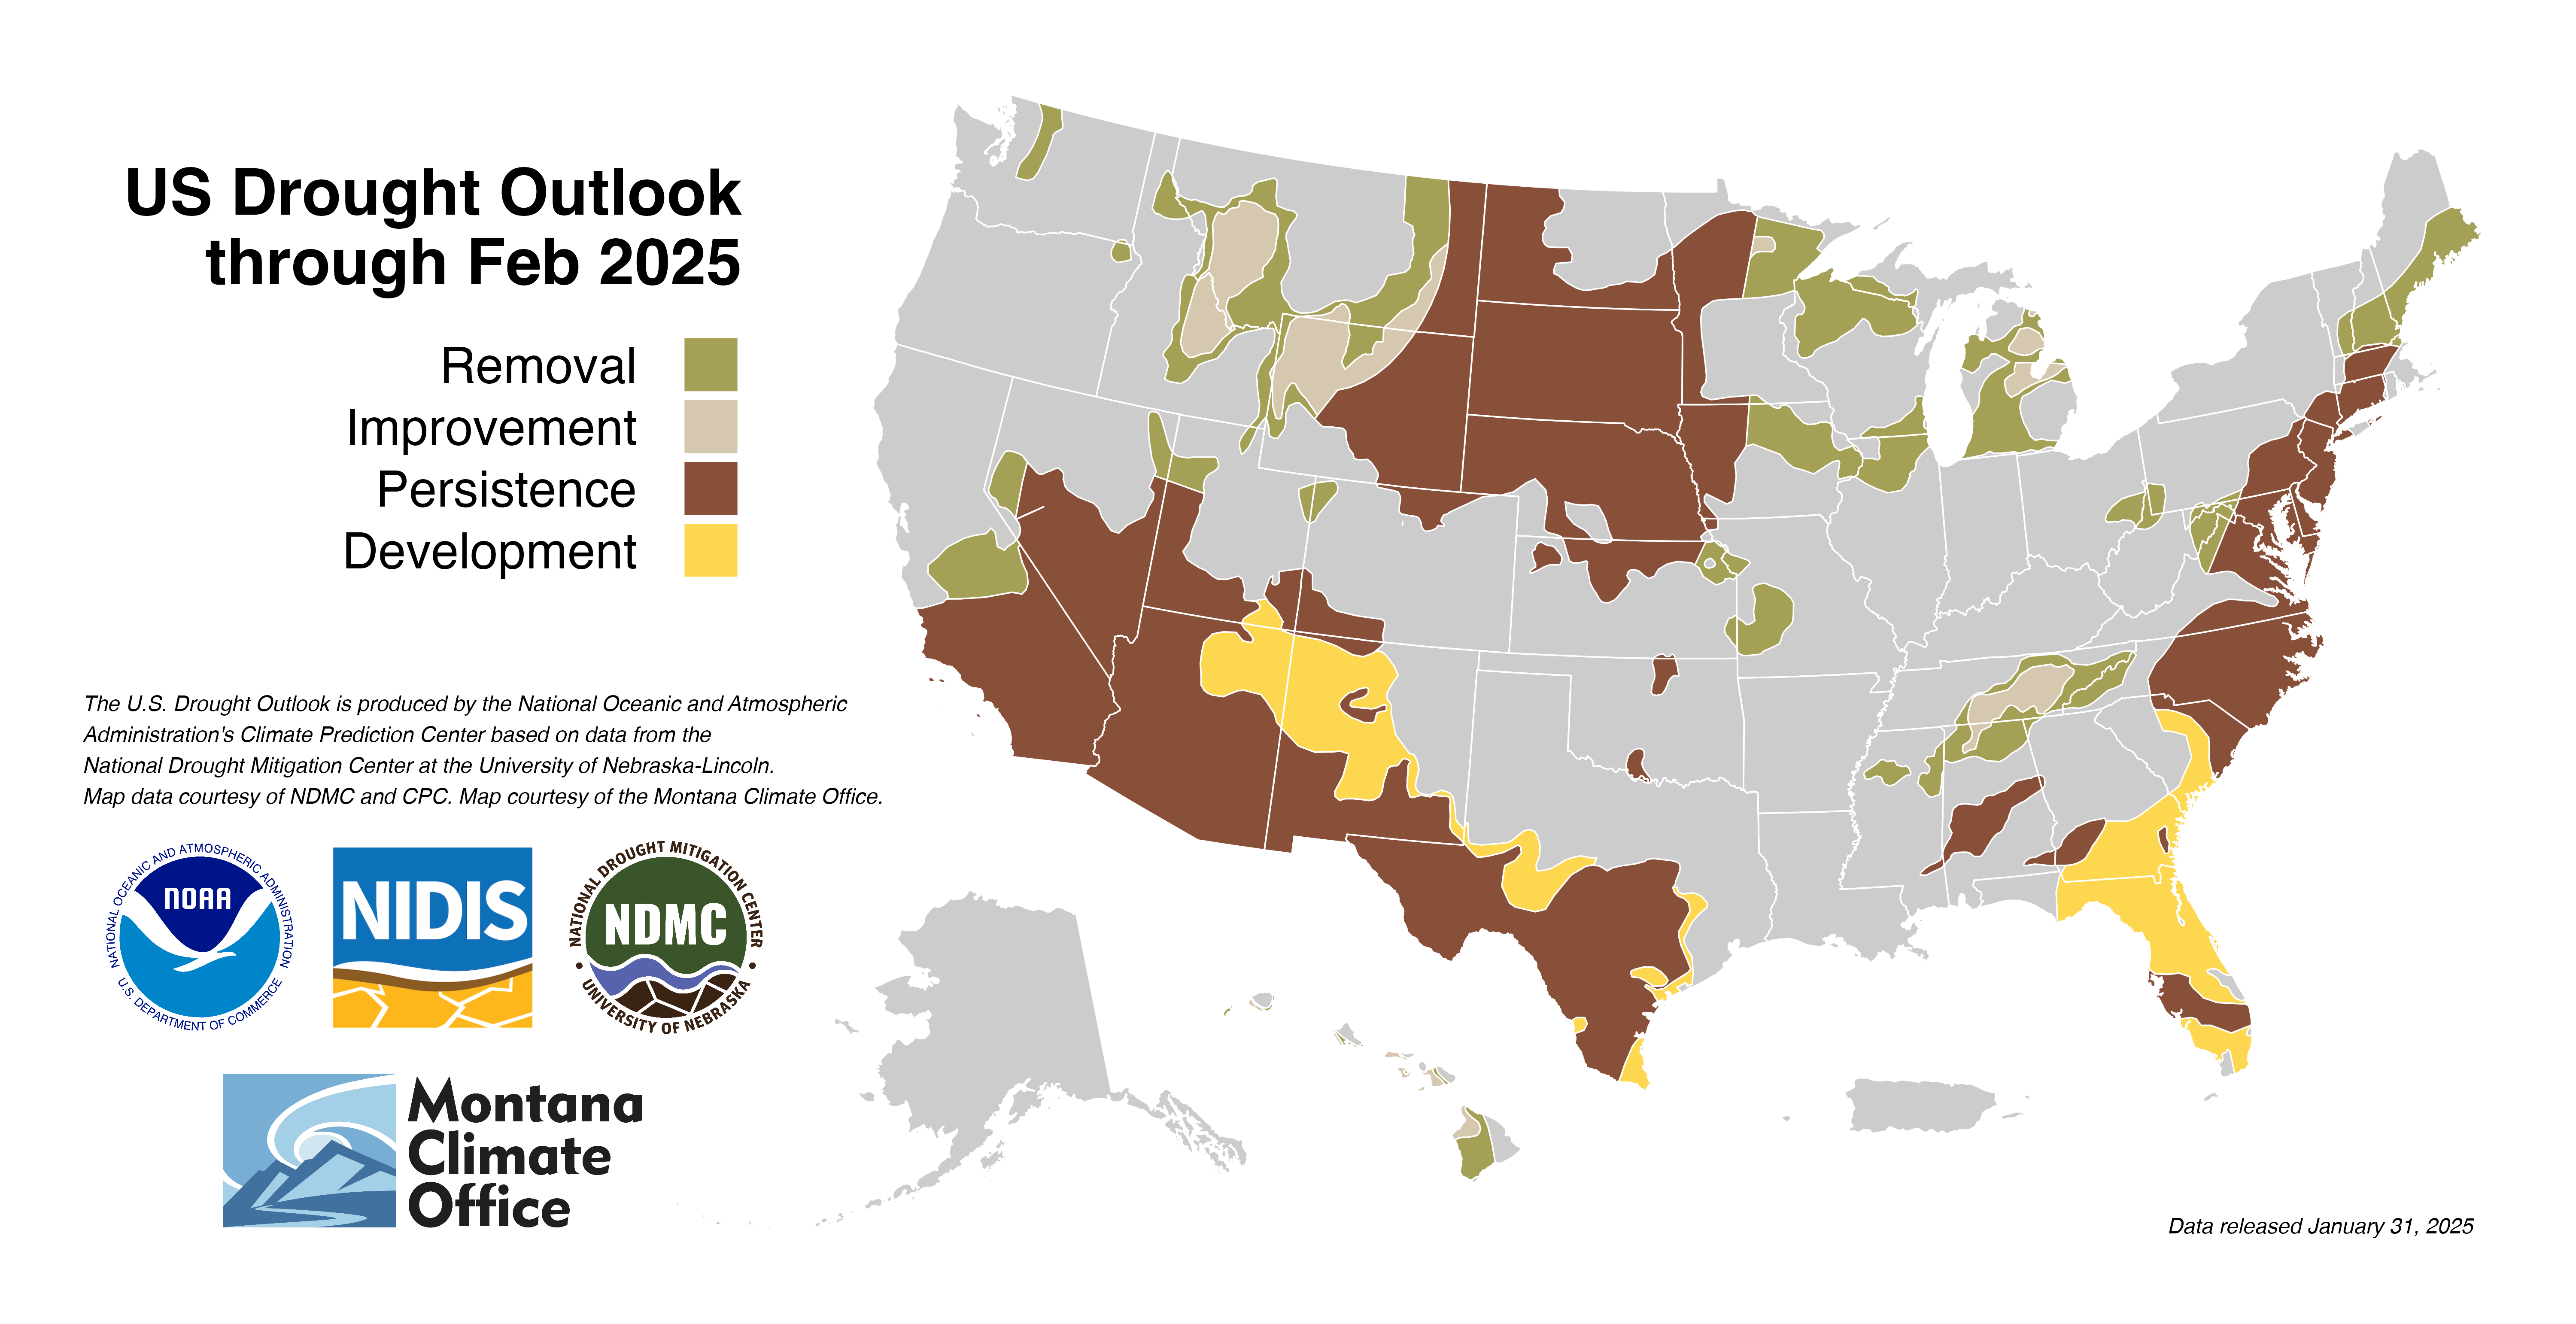 US Drought Outlook
through Feb 2025
Removal
Improvement
Persistence
Development
The U.S. Drought Outlook is produced by the National Oceanic and Atmospheric
Administration's Climate Prediction Center based on data from the
National Drought Mitigation Center at the University of Nebraska-Lincoln.
Map data courtesy of NDMC and CPC. Map courtesy of the Montana Climate Office.
NATIONAL OCEANIC AND ATMOSPHERIC ADMINISTRATION
NOAA
U.S. DEPARTMENT OF COMMERCE
NIDIS
NATIONAL DROUGHT MITIGATION CENTER
NDMC
UNIVERSITY OF NEBRASKA
Montana
Climate
Office
Data released January 31, 2025